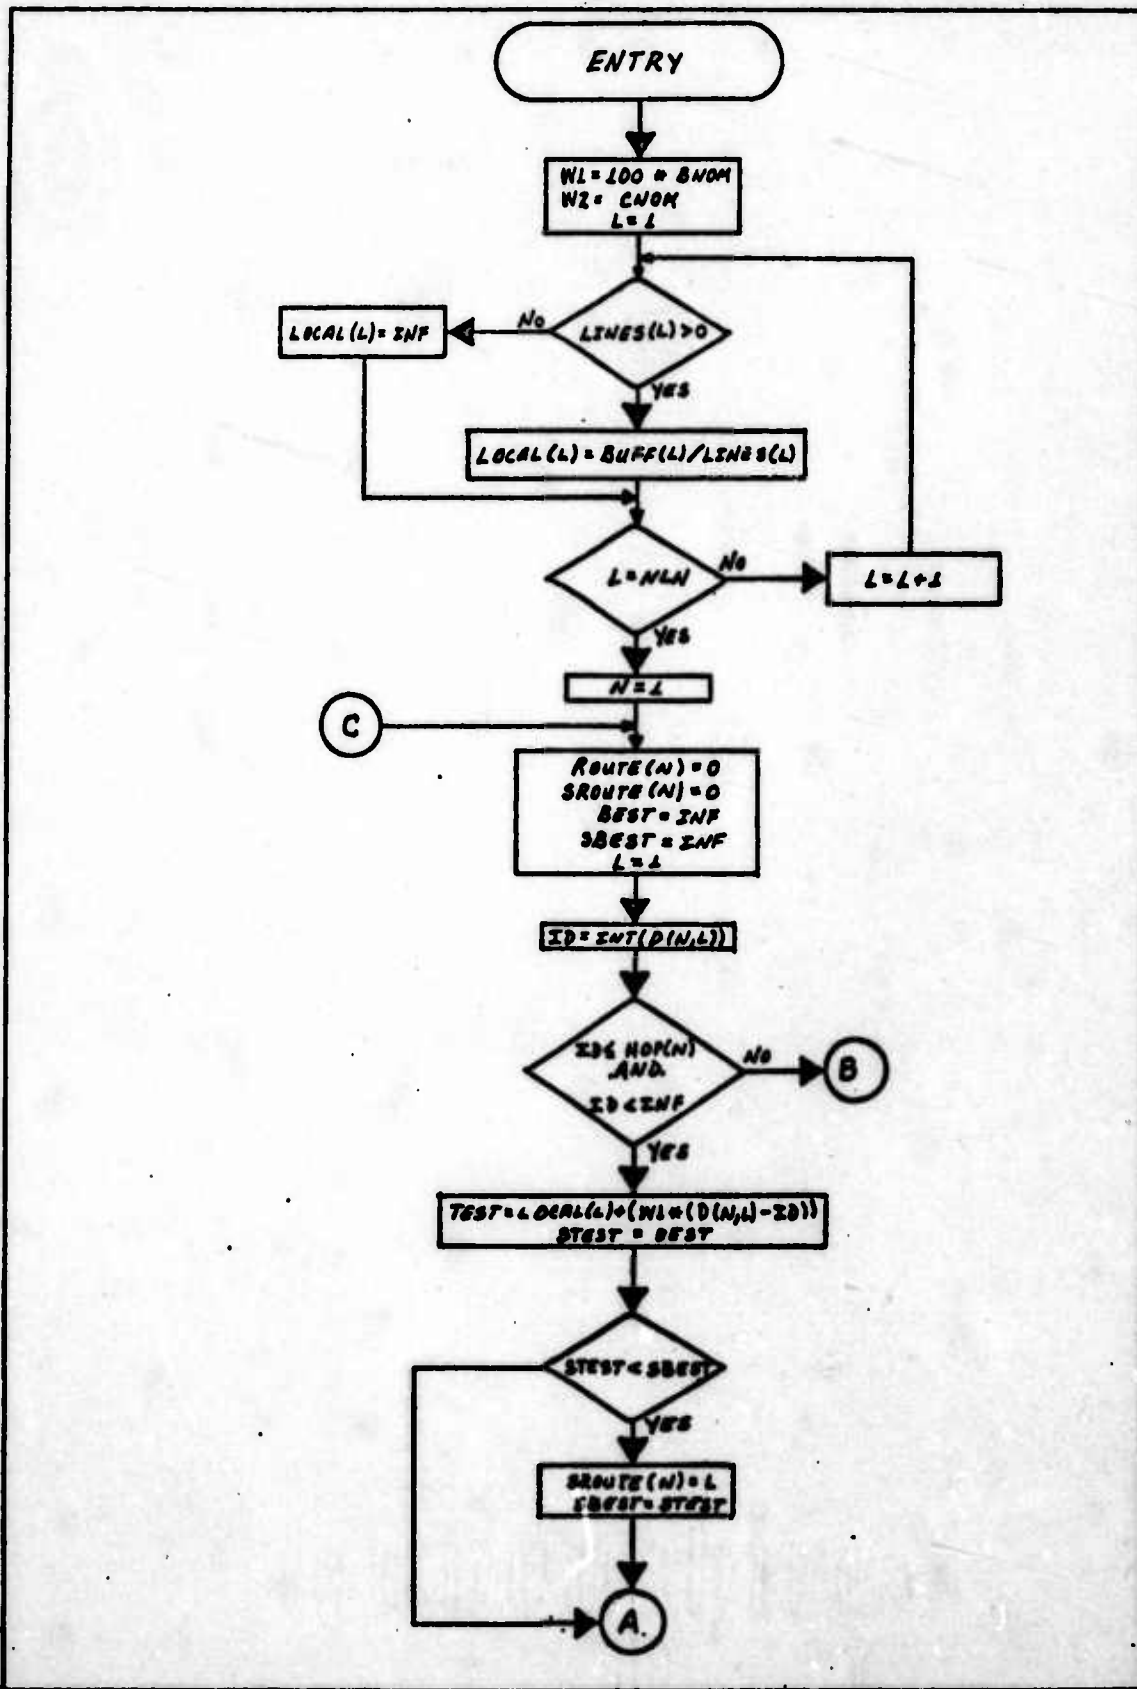 ENTRY
W1 = 100 * BNOM
W2 = CNOM
L = 1
LINES(L) > 0
NO
LOCAL(L) = INF
YES
LOCAL(L) = BUFF(L)/LINES(L)
L = NLN
NO
L = L + 1
YES
N = 1
C
ROUTE(N) = 0
SROUTE(N) = 0
BEST = INF
SBEST = INF
L = 1
ID = INT(D(N,L))
ID ≤ HOP(N)
.AND.
ID < INF
NO
B
YES
TEST = LOCAL(L)+(W1*(D(N,L)-ID))
STEST =
STEST < SBEST
YES
SROUTE(N) = L
SBEST = STEST
A.